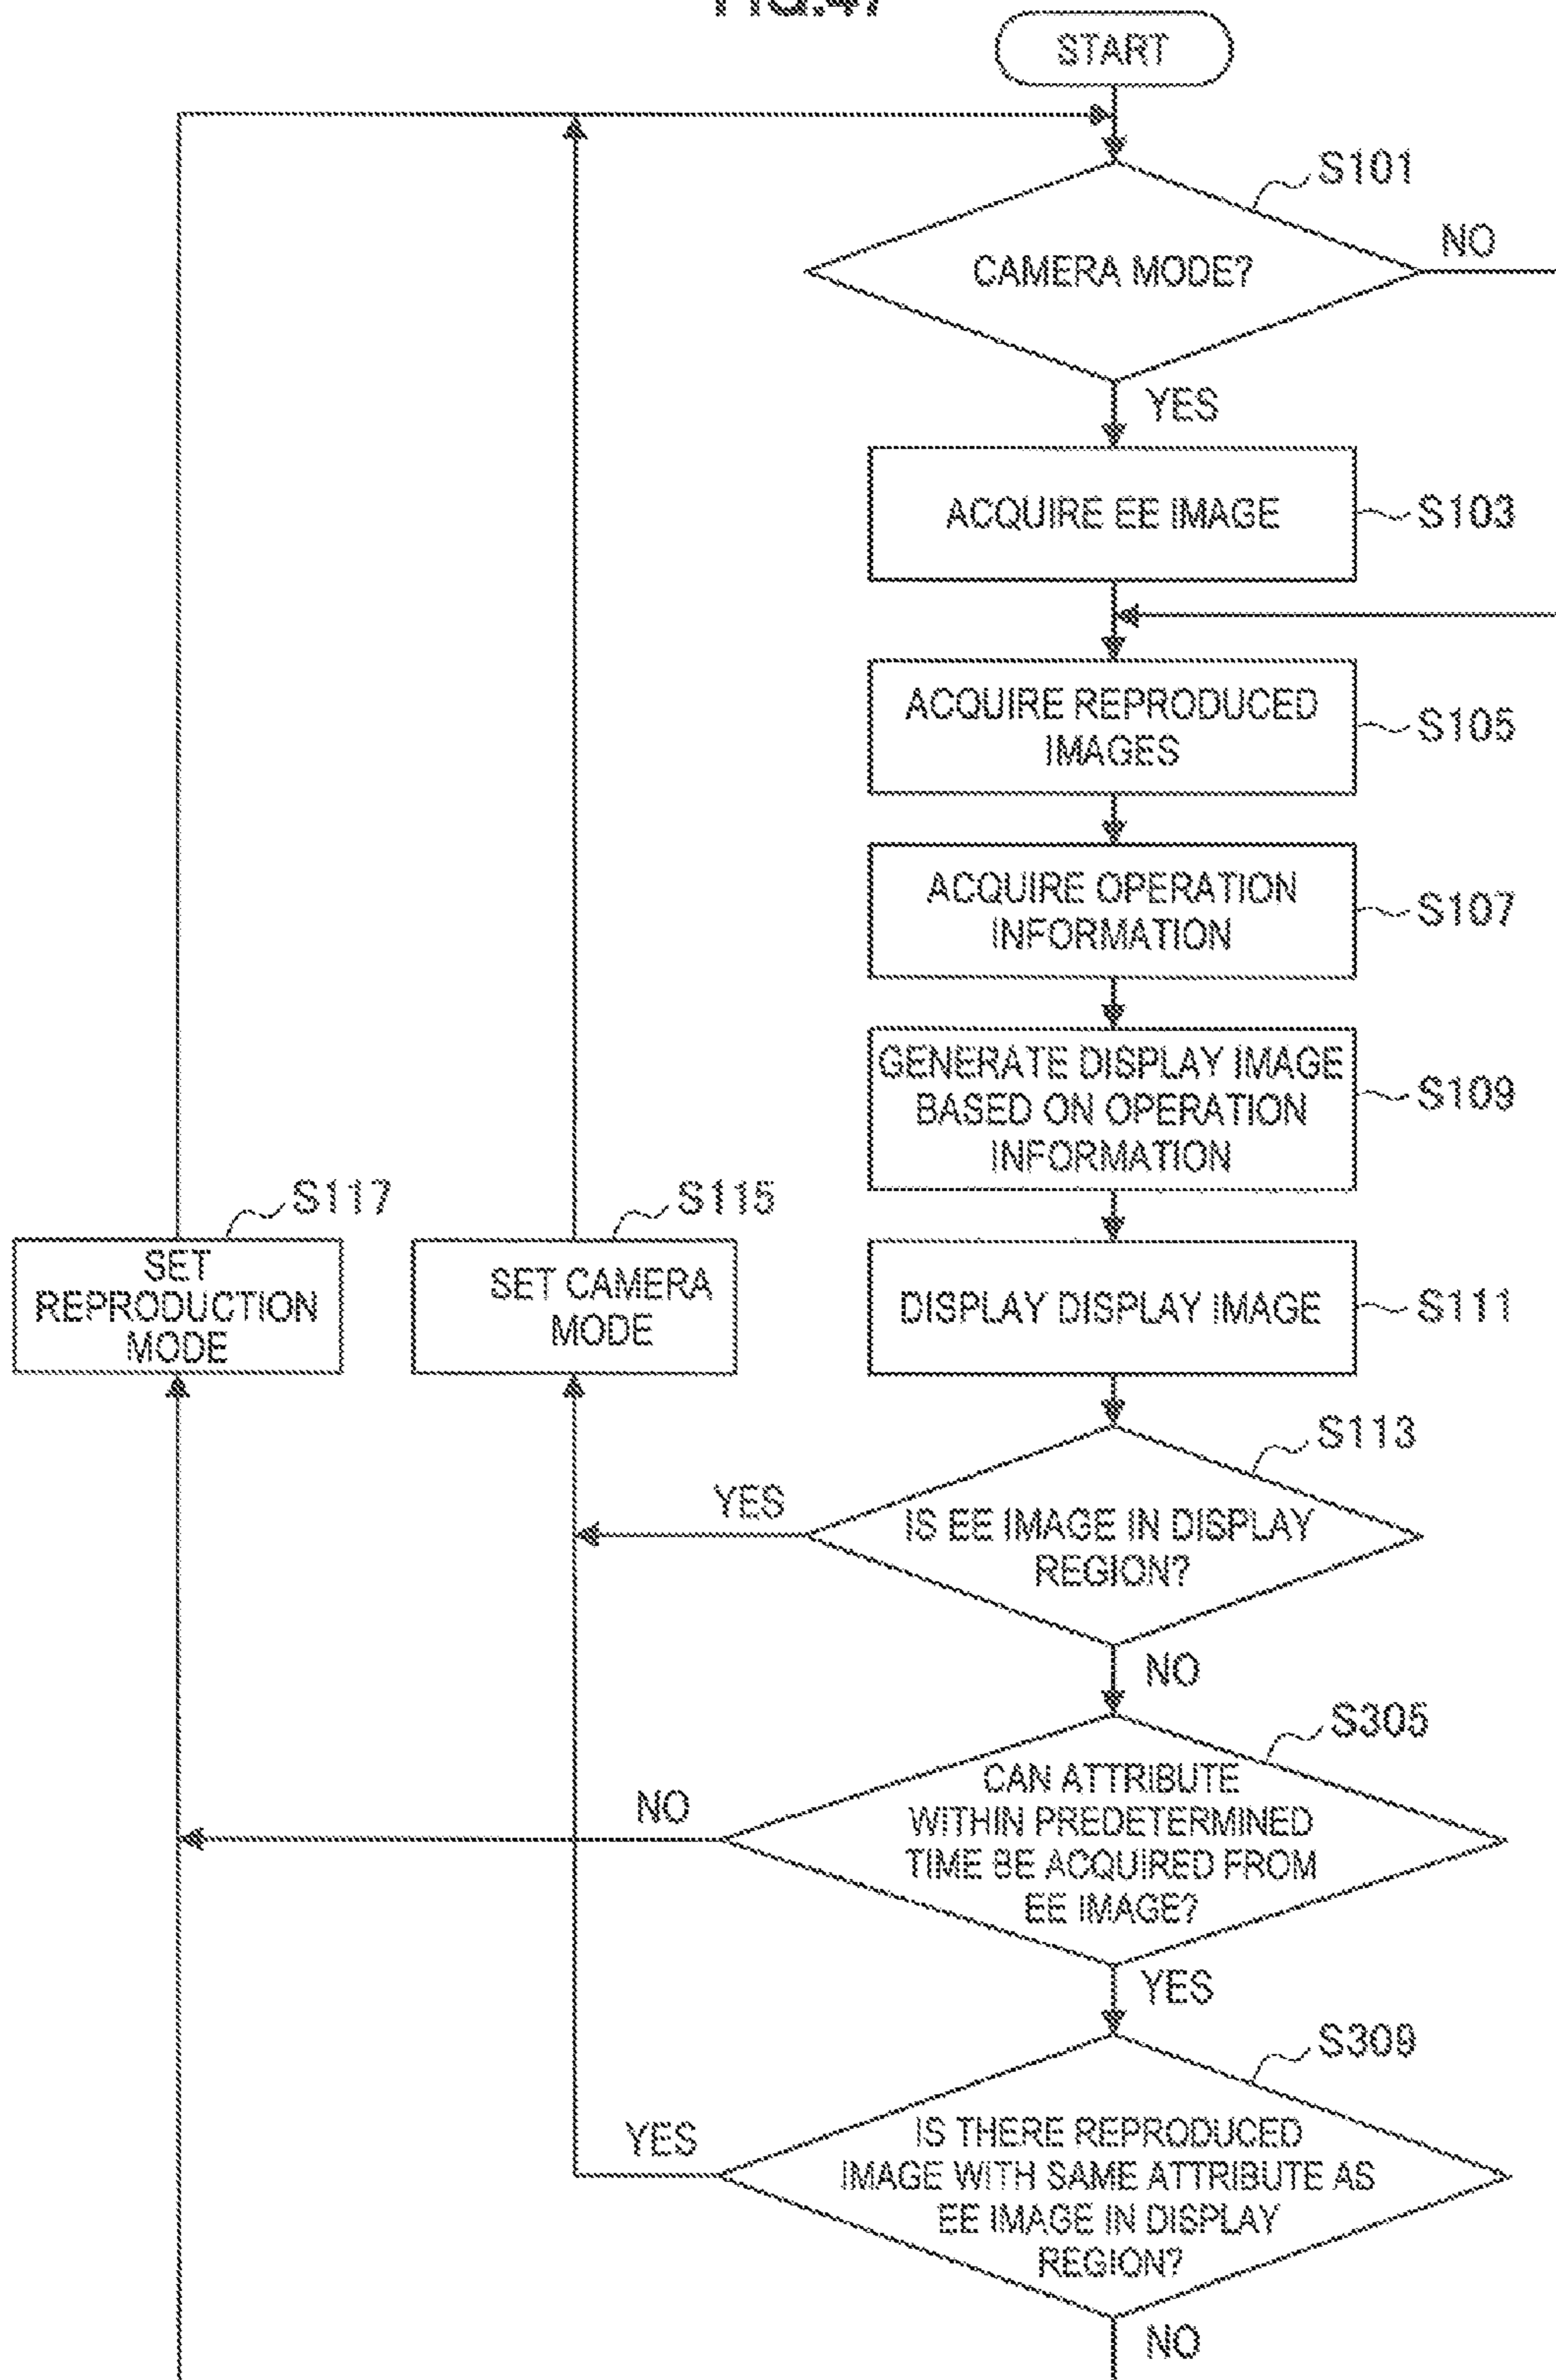 FIG.47
START
S101
CAMERA MODE?
NO
YES
ACQUIRE EE IMAGE
S103
ACQUIRE REPRODUCED
IMAGES
S105
ACQUIRE OPERATION
INFORMATION
S107
GENERATE DISPLAY IMAGE
BASED ON OPERATION
INFORMATION
S109
S117
SET
REPRODUCTION
MODE
S115
SET CAMERA
MODE
DISPLAY DISPLAY IMAGE
S111
S113
YES
IS EE IMAGE IN DISPLAY
REGION?
NO
S305
NO
CAN ATTRIBUTE
WITHIN PREDETERMINED
TIME BE ACQUIRED FROM
EE IMAGE?
YES
S309
YES
IS THERE REPRODUCED
IMAGE WITH SAME ATTRIBUTE AS
EE IMAGE IN DISPLAY
REGION?
NO